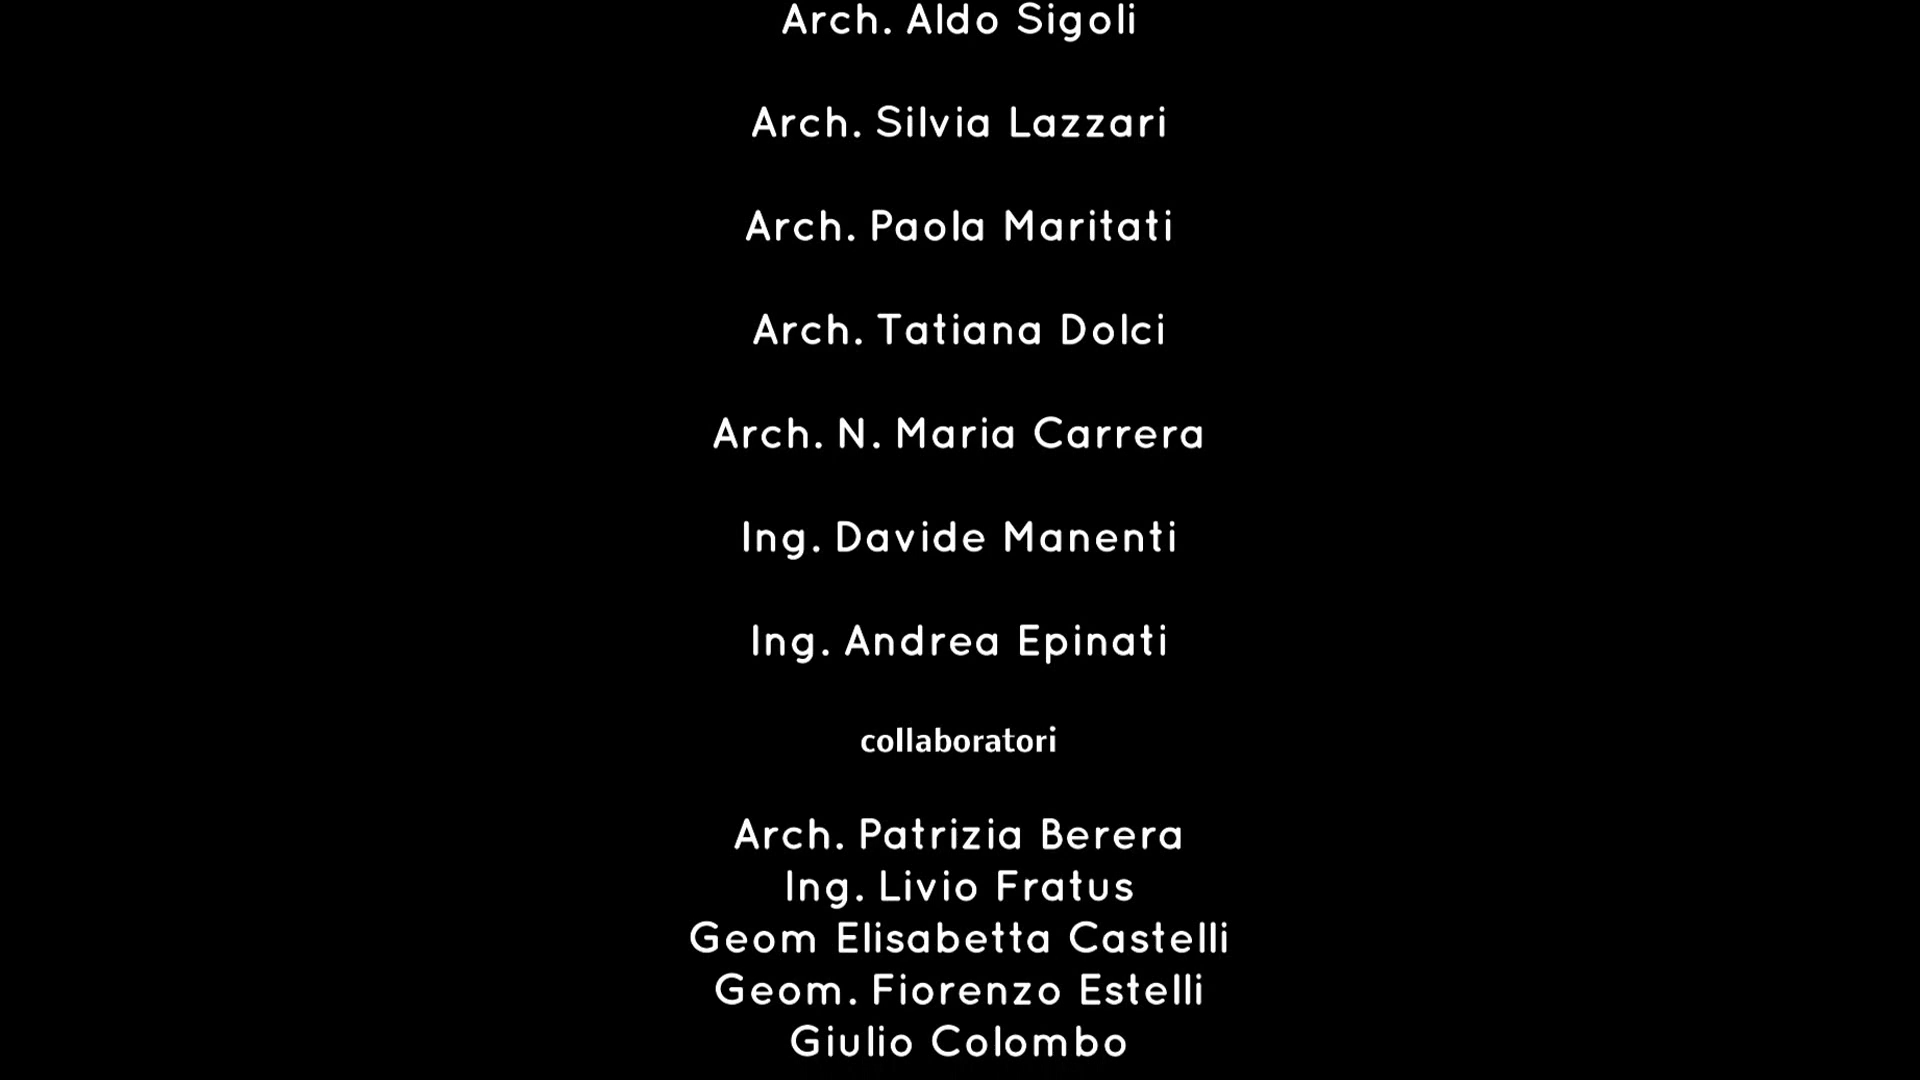 Arch. Aldo Sigoli
Arch. Silvia Lazzari
Arch. Paola Maritati
Arch. Tatiana Dolci
Arch. N. Maria Carrera
Ing. Davide Manenti
Ing. Andrea Epinati
collaboratori
Arch. Patrizia Berera
Ing. Livio Fratus
Geom Elisabetta Castelli
Geom. Fiorenzo Estelli
Giulio Colombo